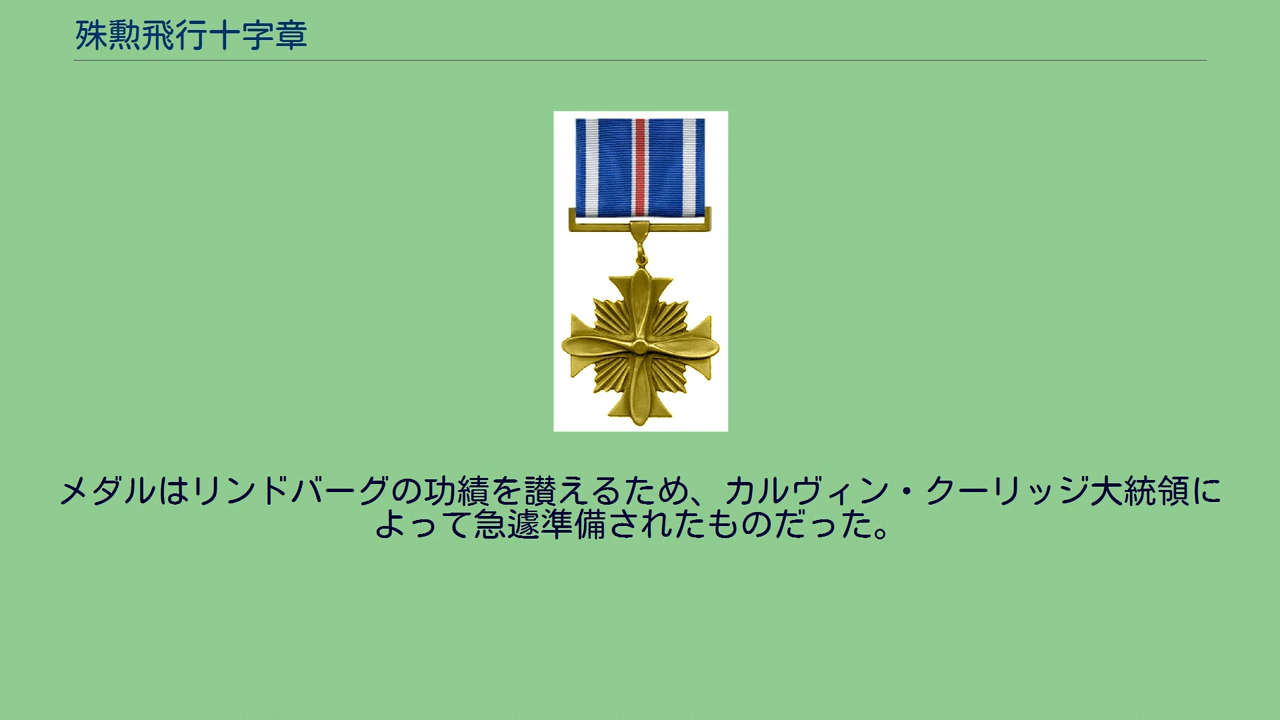 殊勲飛行十字章
メダルはリンドバーグの功績を讃えるため、カルヴィン・クーリッジ大統領に
よって急遽準備されたものだった。